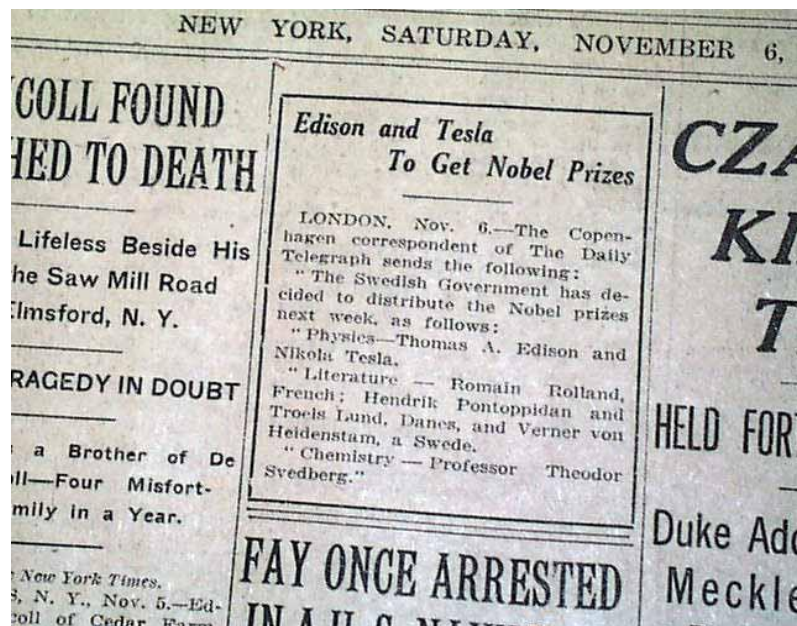 NEW YORK, SATURDAY, NOVEMBER 6,
COLL FOUND
HED TO DEATH
Lifeless Beside His
he Saw Mill Road
Elmsford, N. Y.
RAGEDY IN DOUBT
a Brother of De
ll—Four Misfort-
mily in a Year.
New York Times.
S, N. Y., Nov. 5.—Ed-
coll of Cedar Farm
Edison and Tesla
To Get Nobel Prizes
LONDON, Nov. 6.—The Copen-
hagen correspondent of The Daily
Telegraph sends the following:
"The Swedish Government has de-
cided to distribute the Nobel prizes
next week, as follows:
"Physics—Thomas A. Edison and
Nikola Tesla.
"Literature — Romain Rolland,
French; Hendrik Pontoppidan and
Troels Lund, Danes, and Verner von
Heidenstam, a Swede.
"Chemistry — Professor Theodor
Svedberg."
FAY ONCE ARRESTED
CZA
KI
T
HELD FOR
Duke Add
Meckle